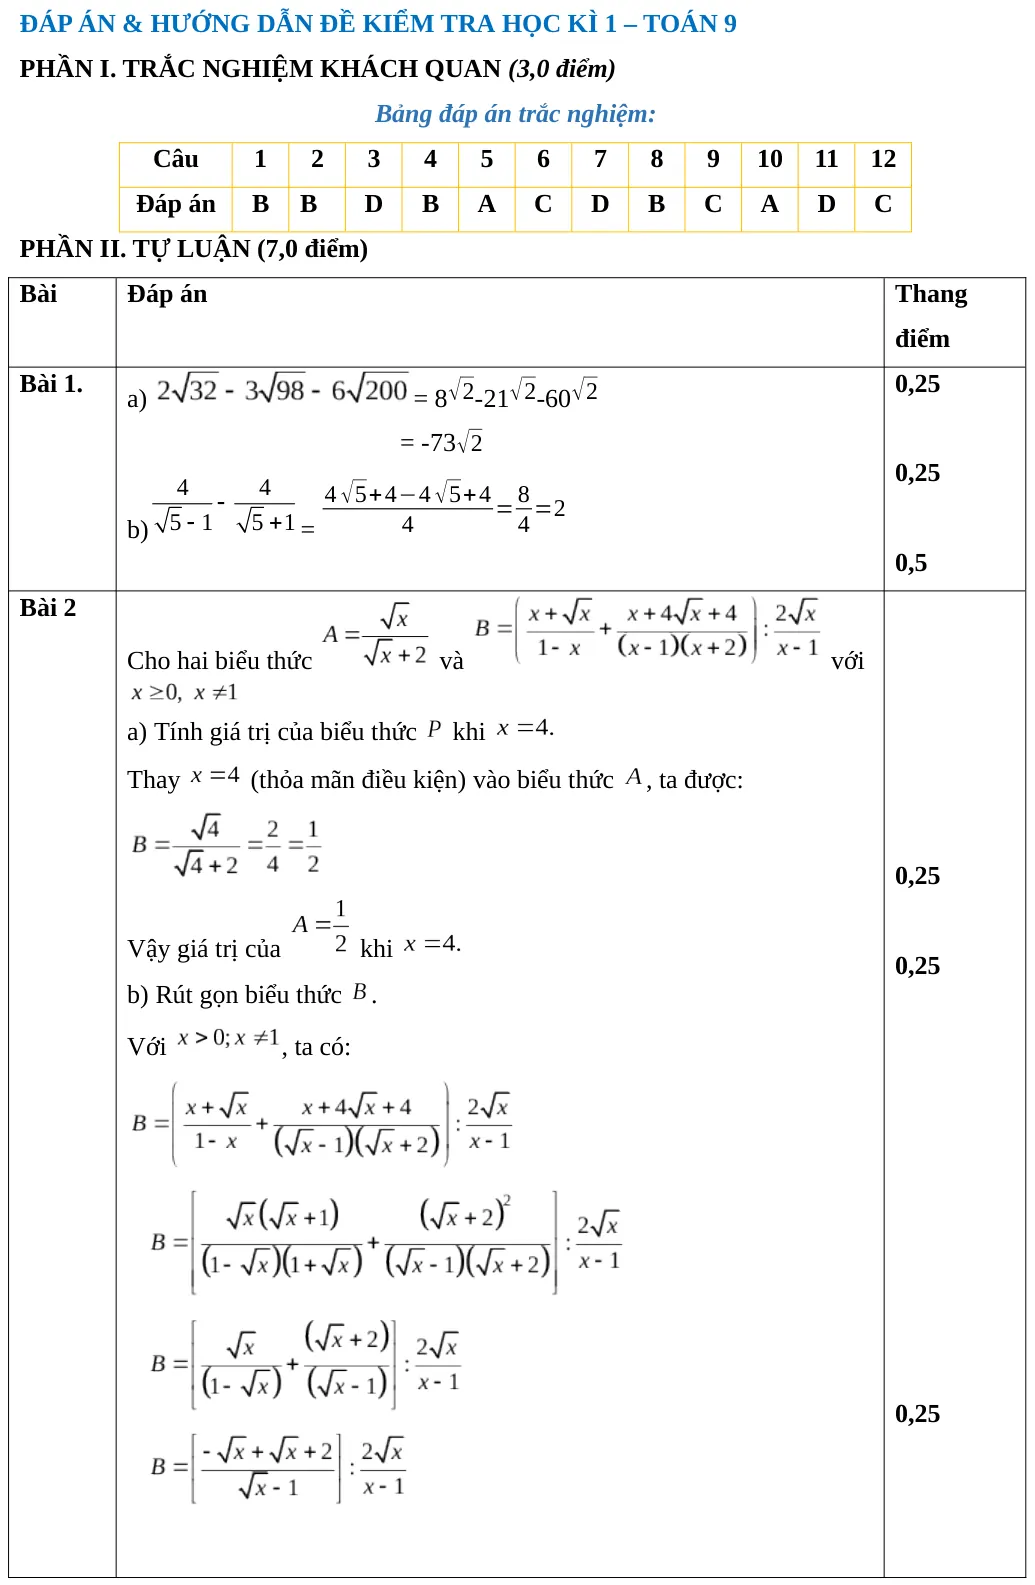 ĐÁP ÁN & HƯỚNG DẪN ĐỀ KIỂM TRA HỌC KÌ 1 – TOÁN 9
PHẦN I. TRẮC NGHIỆM KHÁCH QUAN (3,0 điểm)
Bảng đáp án trắc nghiệm:
Câu 1 2 3 4 5 6 7 8 9 10 11 12
Đáp án B B D B A C D B C A D C
PHẦN II. TỰ LUẬN (7,0 điểm)
Bài Đáp án Thang điểm
Bài 1. a) 2√32 - 3√98 - 6√200 = 8√2-21√2-60√2 0,25
= -73√2 0,25
b) 4/(√5 - 1) - 4/(√5 + 1) = (4√5+4−4√5+4)/4 = 8/4 = 2 0,5
Bài 2 Cho hai biểu thức A = √x/(√x + 2) và B = ((x + √x)/(1 - x) + (x + 4√x + 4)/((x - 1)(x + 2))) : 2√x/(x - 1) với
x ≥ 0, x ≠ 1
a) Tính giá trị của biểu thức P khi x = 4.
Thay x = 4 (thỏa mãn điều kiện) vào biểu thức A, ta được:
B = √4/(√4 + 2) = 2/4 = 1/2 0,25
Vậy giá trị của A = 1/2 khi x = 4. 0,25
b) Rút gọn biểu thức B.
Với x > 0; x ≠ 1, ta có:
B = ((x + √x)/(1 - x) + (x + 4√x + 4)/((√x - 1)(√x + 2))) : 2√x/(x - 1)
B = [√x(√x + 1)/((1 - √x)(1 + √x)) + (√x + 2)²/((√x - 1)(√x + 2))] : 2√x/(x - 1)
B = [√x/(1 - √x) + (√x + 2)/(√x - 1)] : 2√x/(x - 1)
0,25
B = [(-√x + √x + 2)/(√x - 1)] : 2√x/(x - 1)